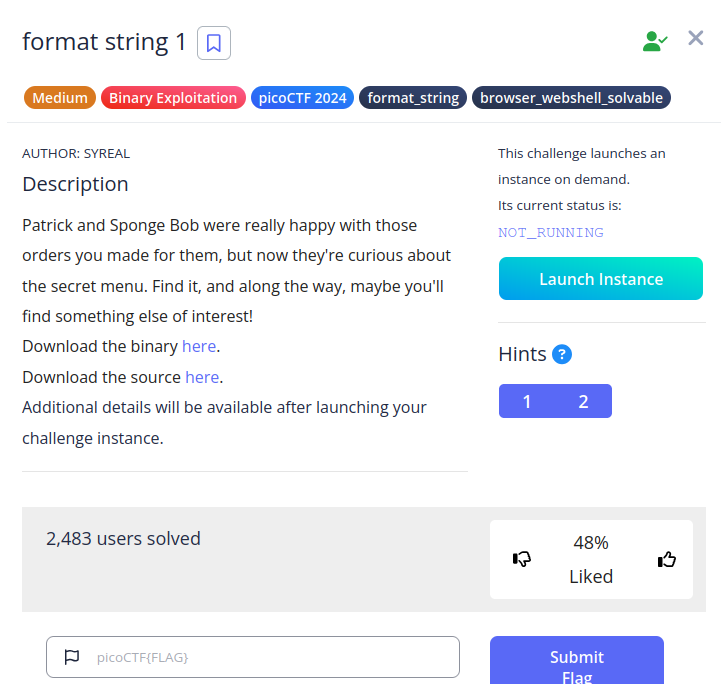 format string 1
Medium Binary Exploitation picoCTF 2024 format_string browser_webshell_solvable
AUTHOR: SYREAL
Description
Patrick and Sponge Bob were really happy with those
orders you made for them, but now they're curious about
the secret menu. Find it, and along the way, maybe you'll
find something else of interest!
Download the binary here.
Download the source here.
Additional details will be available after launching your
challenge instance.
This challenge launches an
instance on demand.
Its current status is:
NOT_RUNNING
Launch Instance
Hints ?
1 2
2,483 users solved
48%
Liked
picoCTF{FLAG}
Submit
Flag